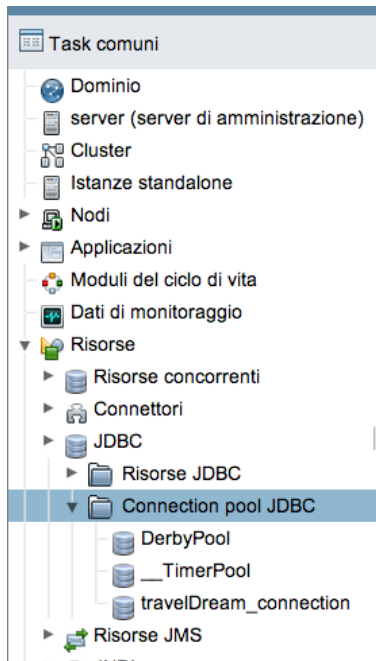 Task comuni
Dominio
server (server di amministrazione)
Cluster
Istanze standalone
Nodi
Applicazioni
Moduli del ciclo di vita
Dati di monitoraggio
Risorse
Risorse concorrenti
Connettori
JDBC
Risorse JDBC
Connection pool JDBC
DerbyPool
__TimerPool
travelDream_connection
Risorse JMS